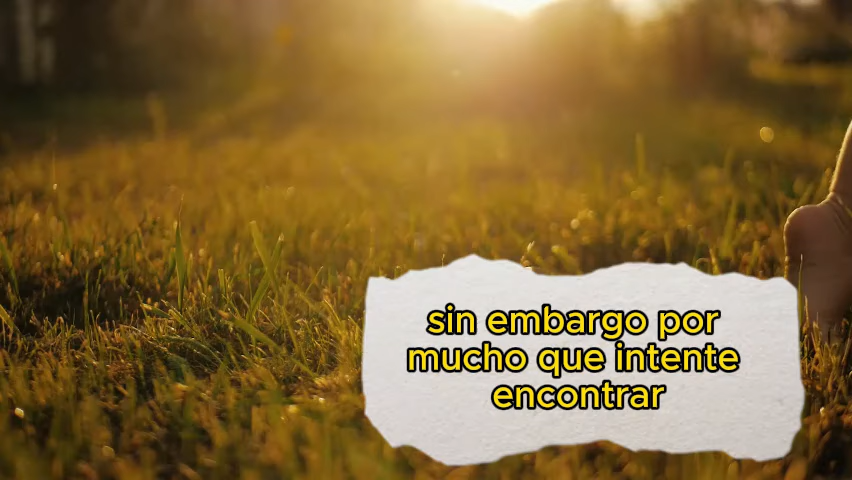 sin embargo por
mucho que intente
encontrar